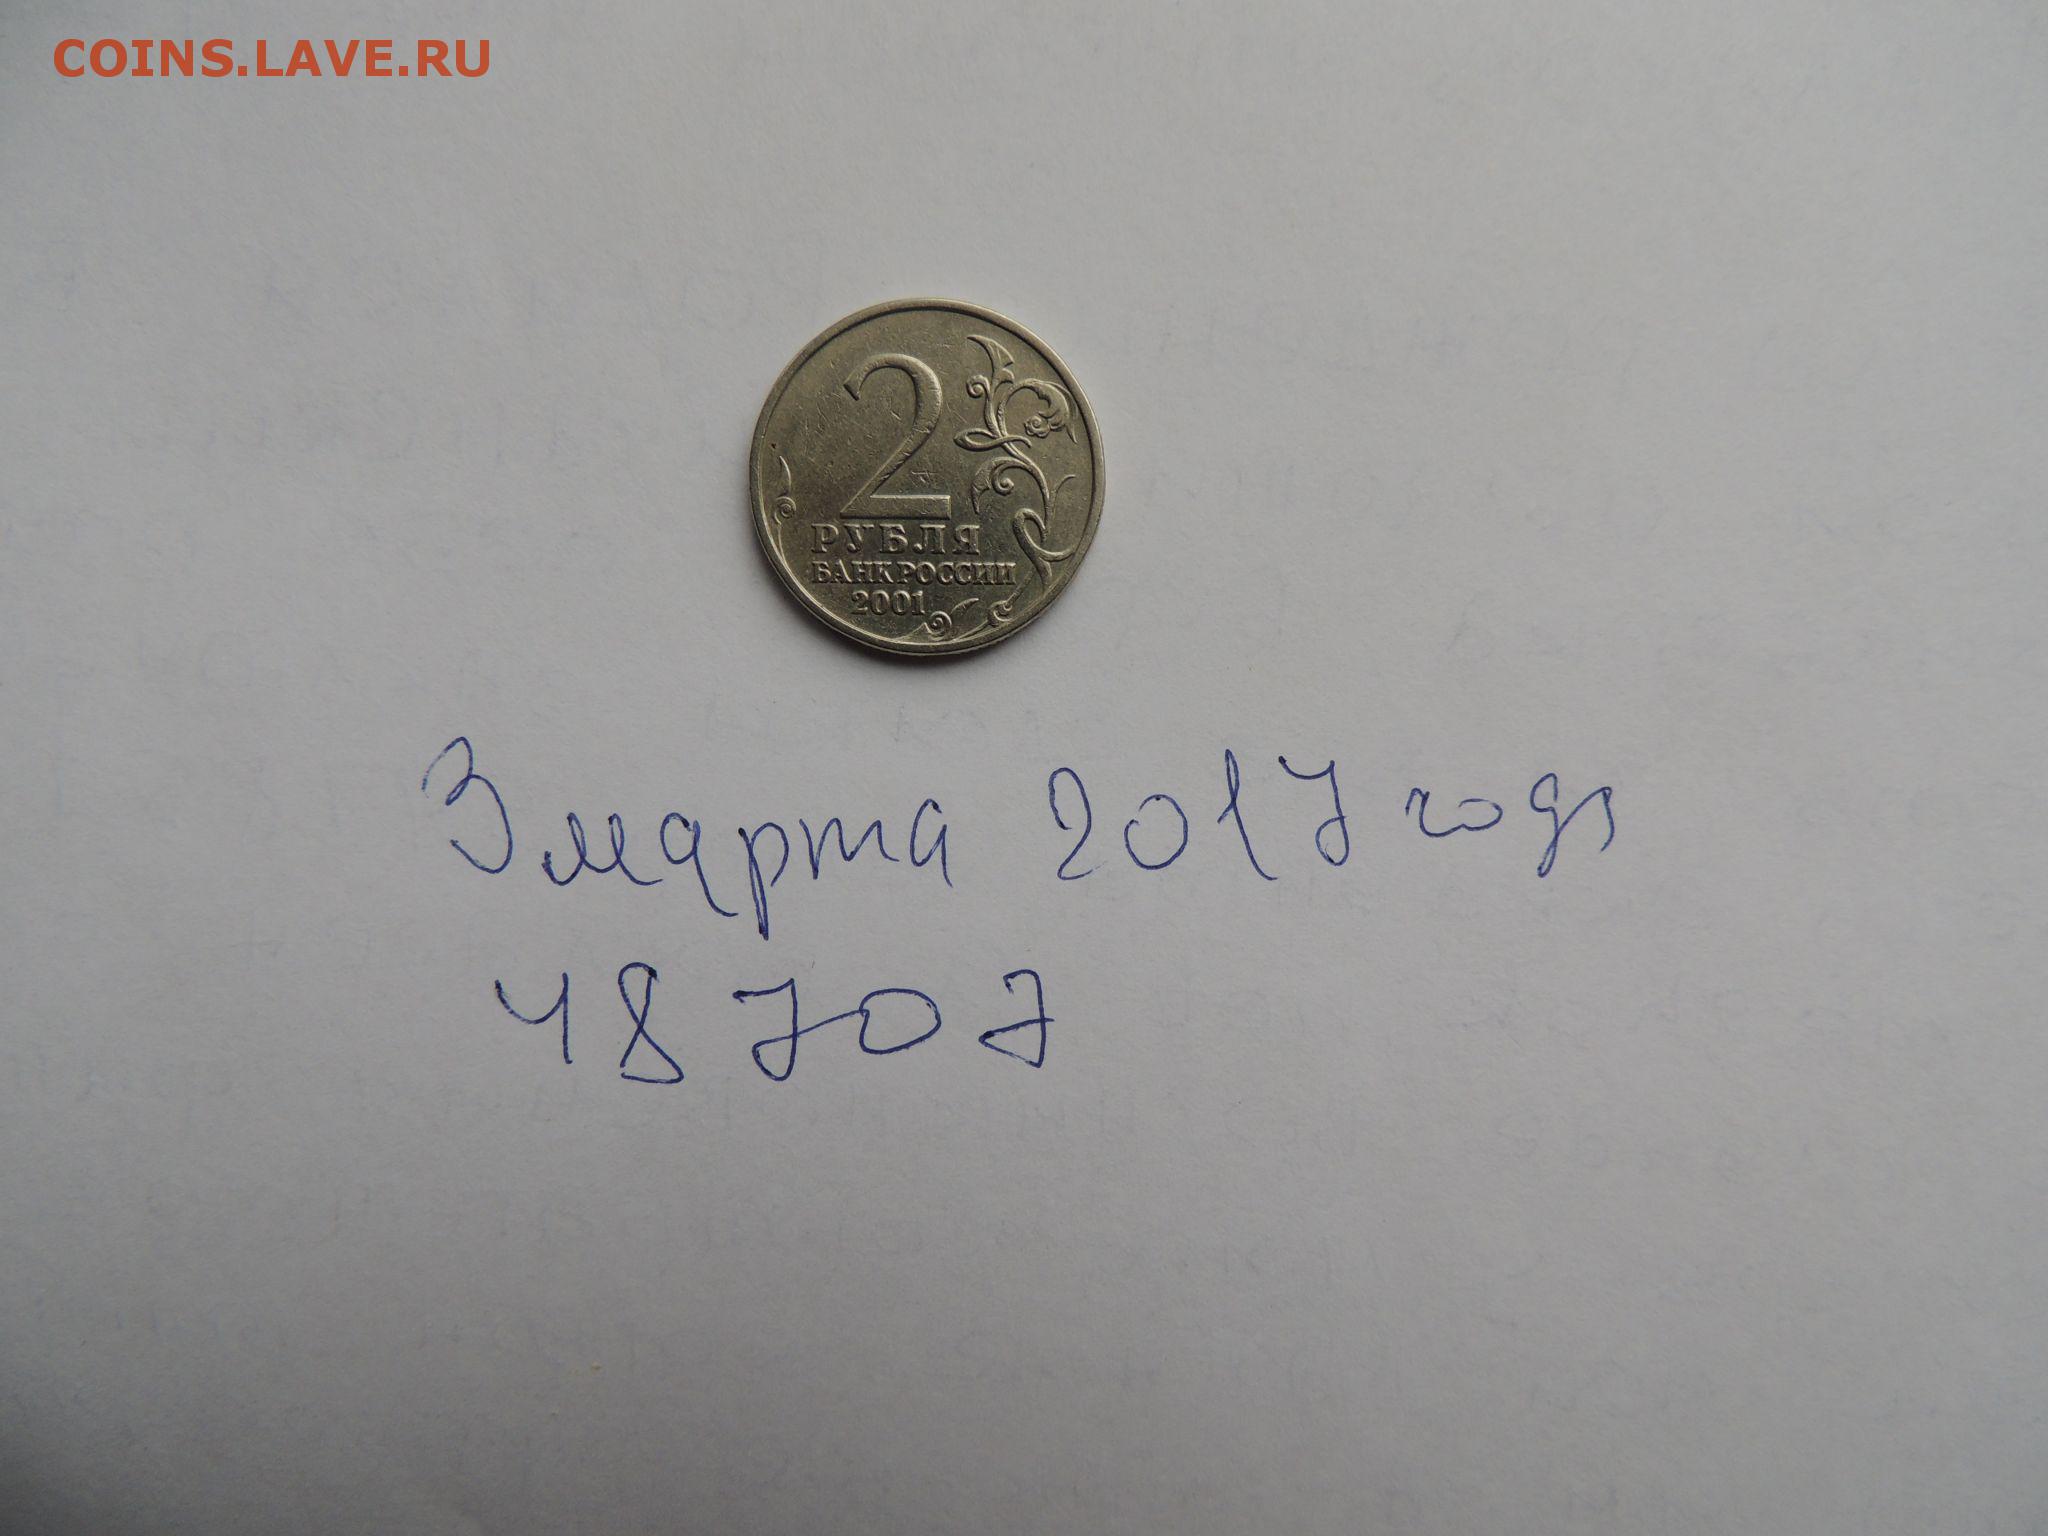 COINS.LAVE.RU
2
РУБЛЯ
БАНК РОССИИ
2001
3 марта 2017 года
48707